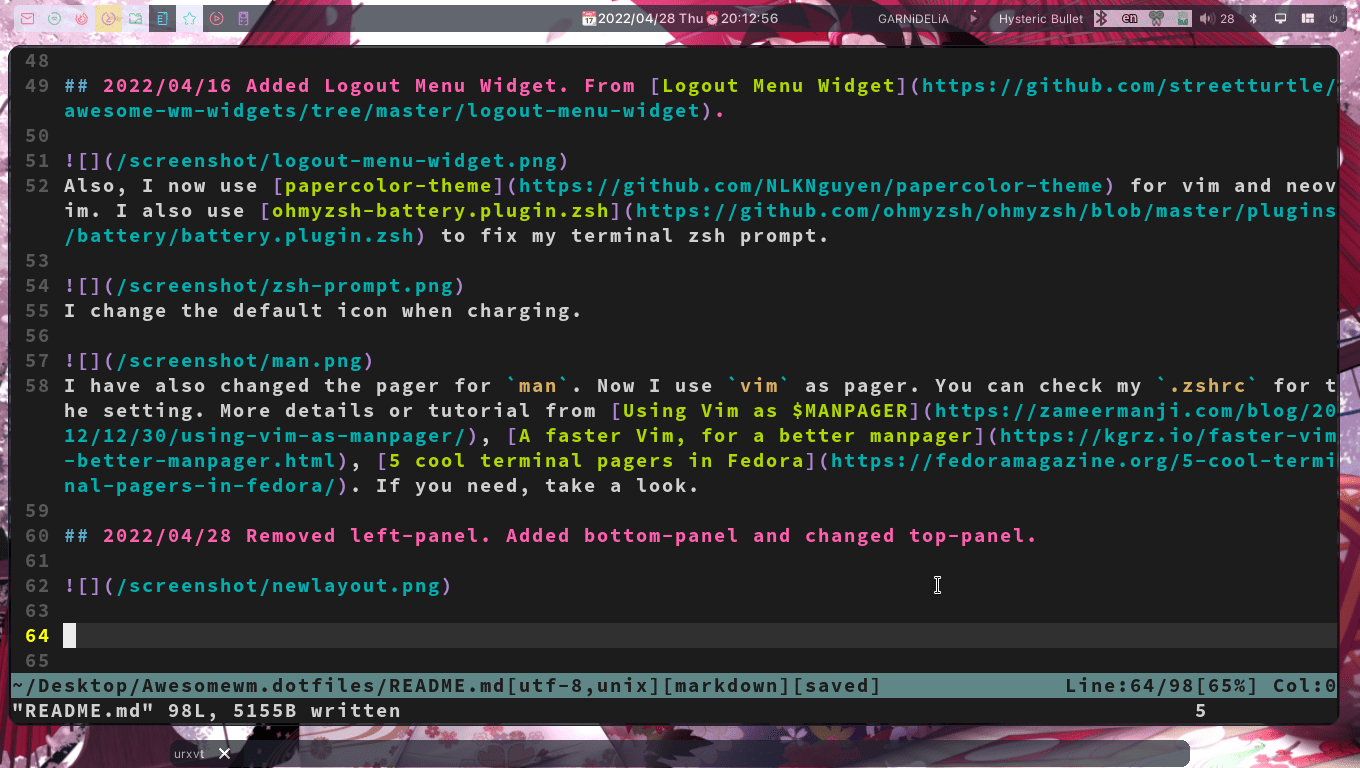 2022/04/28 Thu 20:12:56 GARNiDELiA Hysteric Bullet en 28
48
49 ## 2022/04/16 Added Logout Menu Widget. From [Logout Menu Widget](https://github.com/streetturtle/
awesome-wm-widgets/tree/master/logout-menu-widget).
50
51 ![](/screenshot/logout-menu-widget.png)
52 Also, I now use [papercolor-theme](https://github.com/NLKNguyen/papercolor-theme) for vim and neov
im. I also use [ohmyzsh-battery.plugin.zsh](https://github.com/ohmyzsh/ohmyzsh/blob/master/plugins
/battery/battery.plugin.zsh) to fix my terminal zsh prompt.
53
54 ![](/screenshot/zsh-prompt.png)
55 I change the default icon when charging.
56
57 ![](/screenshot/man.png)
58 I have also changed the pager for `man`. Now I use `vim` as pager. You can check my `.zshrc` for t
he setting. More details or tutorial from [Using Vim as $MANPAGER](https://zameermanji.com/blog/20
12/12/30/using-vim-as-manpager/), [A faster Vim, for a better manpager](https://kgrz.io/faster-vim
-better-manpager.html), [5 cool terminal pagers in Fedora](https://fedoramagazine.org/5-cool-termi
nal-pagers-in-fedora/). If you need, take a look.
59
60 ## 2022/04/28 Removed left-panel. Added bottom-panel and changed top-panel.
61
62 ![](/screenshot/newlayout.png)
63
64
65
~/Desktop/Awesomewm.dotfiles/README.md[utf-8,unix][markdown][saved] Line:64/98[65%] Col:0
"README.md" 98L, 5155B written 5
urxvt